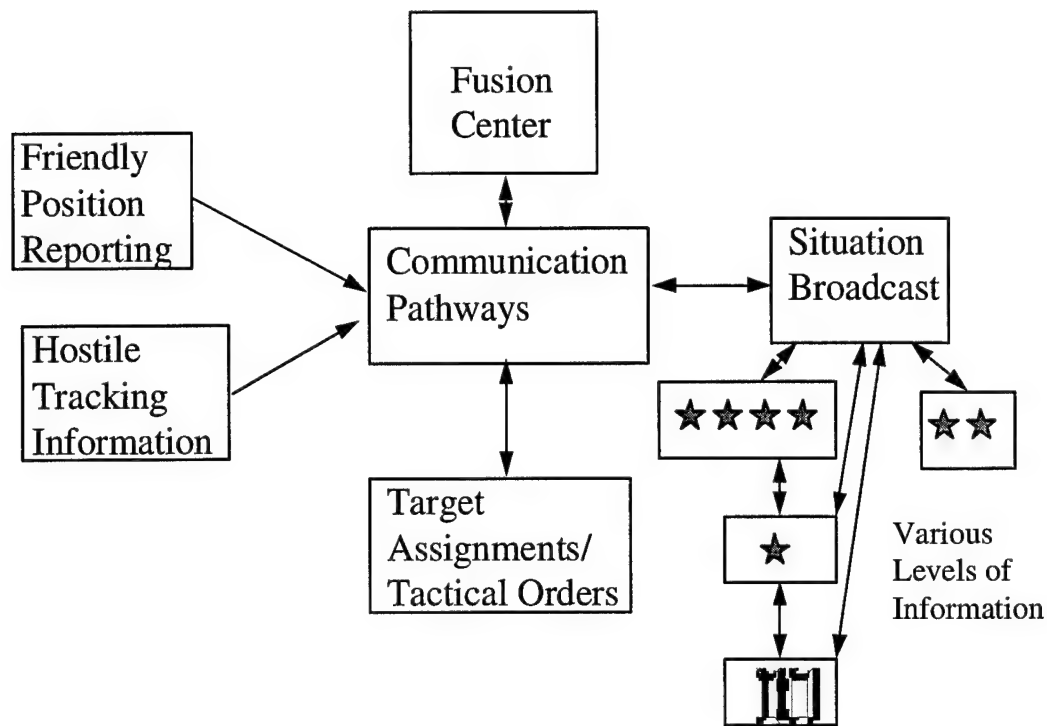 Fusion
Center
Friendly
Position
Reporting
Communication
Pathways
Situation
Broadcast
Hostile
Tracking
Information
Target
Assignments/
Tactical Orders
Various
Levels of
Information